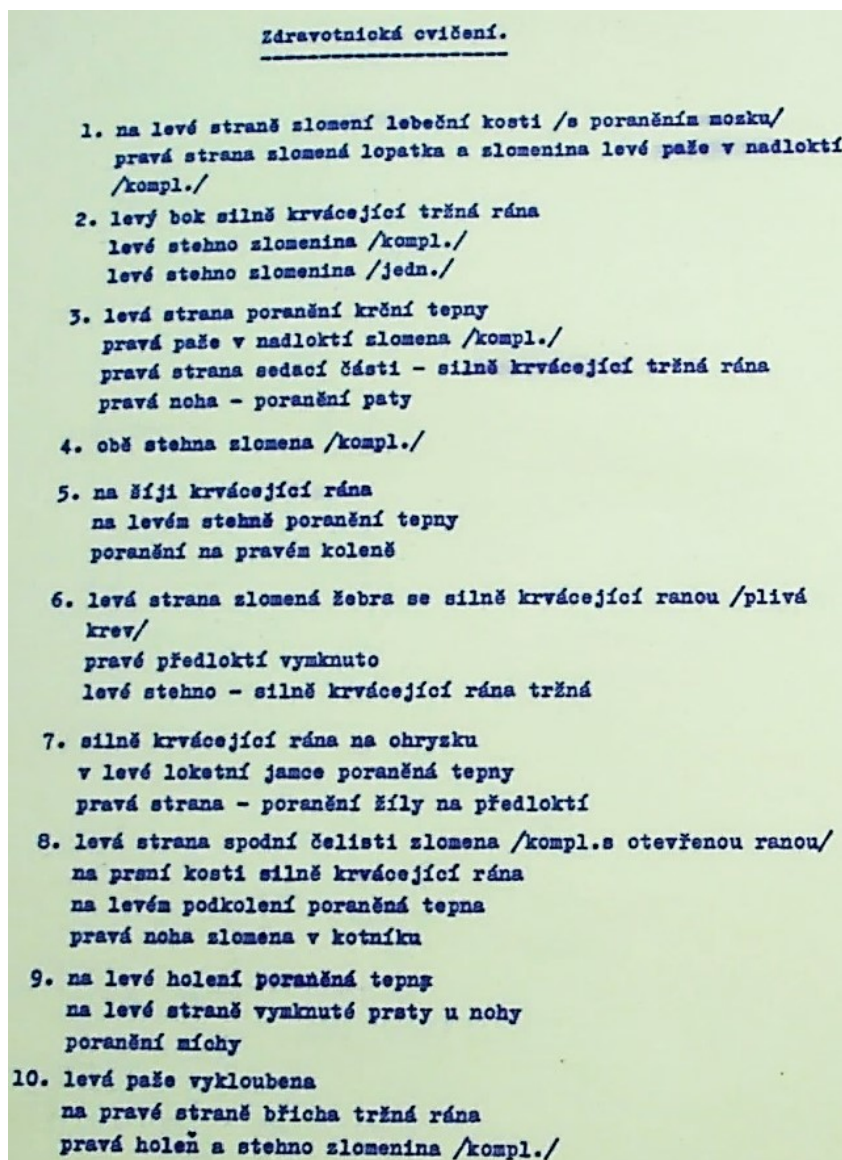 Zdravotnická cvičení.
1. na levé straně zlomení lebeční kosti /s poraněním mozku/
pravá strana zlomená lopatka a zlomenina levé paže v nadloktí
/kompl./
2. levý bok silně krvácející tržná rána
levé stehno zlomenina /kompl./
levé stehno zlomenina /jedn./
3. levá strana poranění krční tepny
pravá paže v nadloktí zlomena /kompl./
pravá strana sedací části - silně krvácející tržná rána
pravá noha - poranění paty
4. obě stehna zlomena /kompl./
5. na šíji krvácející rána
na levém stehně poranění tepny
poranění na pravém koleně
6. levá strana zlomená žebra se silně krvácející ranou /plivá
krev/
pravé předloktí vymknuto
levé stehno - silně krvácející rána tržná
7. silně krvácející rána na ohryzku
v levé loketní jamce poraněná tepny
pravá strana - poranění žíly na předloktí
8. levá strana spodní čelisti zlomena /kompl.s otevřenou ranou/
na prsní kosti silně krvácející rána
na levém podkolení poraněná tepna
pravá noha zlomena v kotníku
9. na levé holení poraněná tepny
na levé straně vymknuté prsty u nohy
poranění míchy
10. levá paže vykloubena
na pravé straně břicha tržná rána
pravá holeň a stehno zlomenina /kompl./